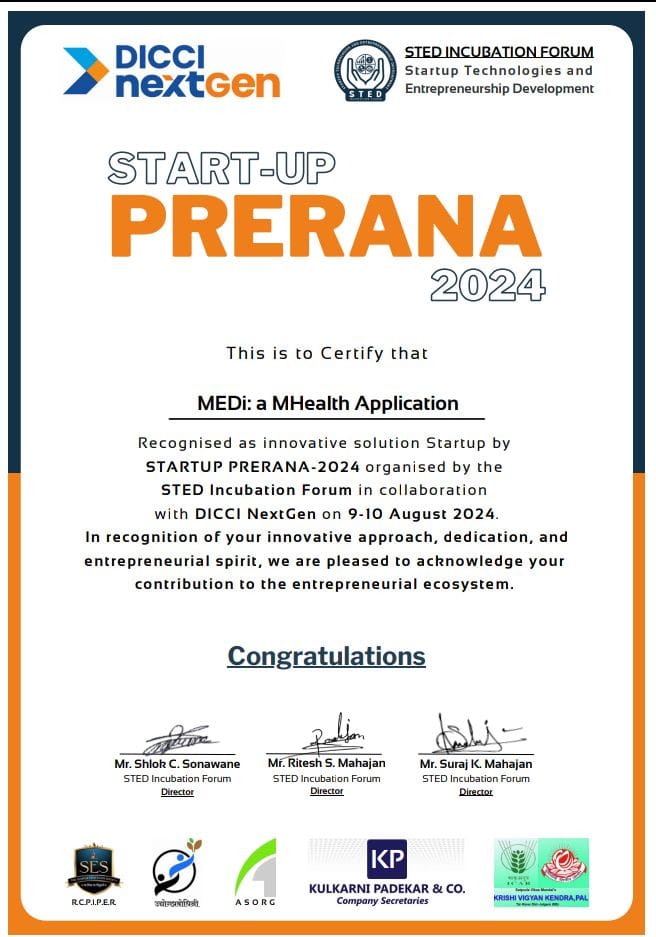 DICCI
nextGen
STED
STED INCUBATION FORUM
Startup Technologies and
Entrepreneurship Development
START-UP
PRERANA
2024
This is to Certify that
MEDi: a MHealth Application
Recognised as innovative solution Startup by
STARTUP PRERANA-2024 organised by the
STED Incubation Forum in collaboration
with DICCI NextGen on 9-10 August 2024.
In recognition of your innovative approach, dedication, and
entrepreneurial spirit, we are pleased to acknowledge your
contribution to the entrepreneurial ecosystem.
Congratulations
Mr. Shlok C. Sonawane
STED Incubation Forum
Director
Mr. Ritesh S. Mahajan
STED Incubation Forum
Director
Mr. Suraj K. Mahajan
STED Incubation Forum
Director
SES
R.C.P.I.P.E.R.
ASORG
KP
KULKARNI PADEKAR & CO.
Company Secretaries
ICAR
KRISHI VIGYAN KENDRA,PAL